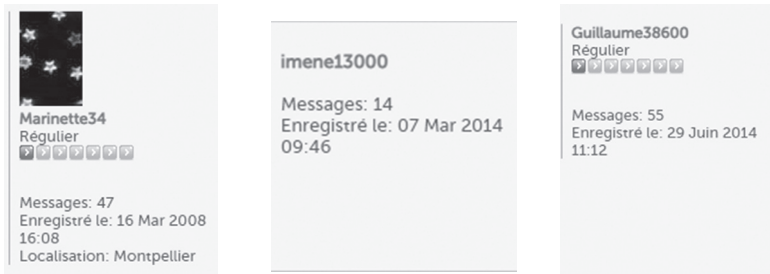 Marinette34
Régulier
Messages: 47
Enregistré le: 16 Mar 2008
16:08
Localisation: Montpellier
imene13000
Messages: 14
Enregistré le: 07 Mar 2014
09:46
Guillaume38600
Régulier
Messages: 55
Enregistré le: 29 Juin 2014
11:12